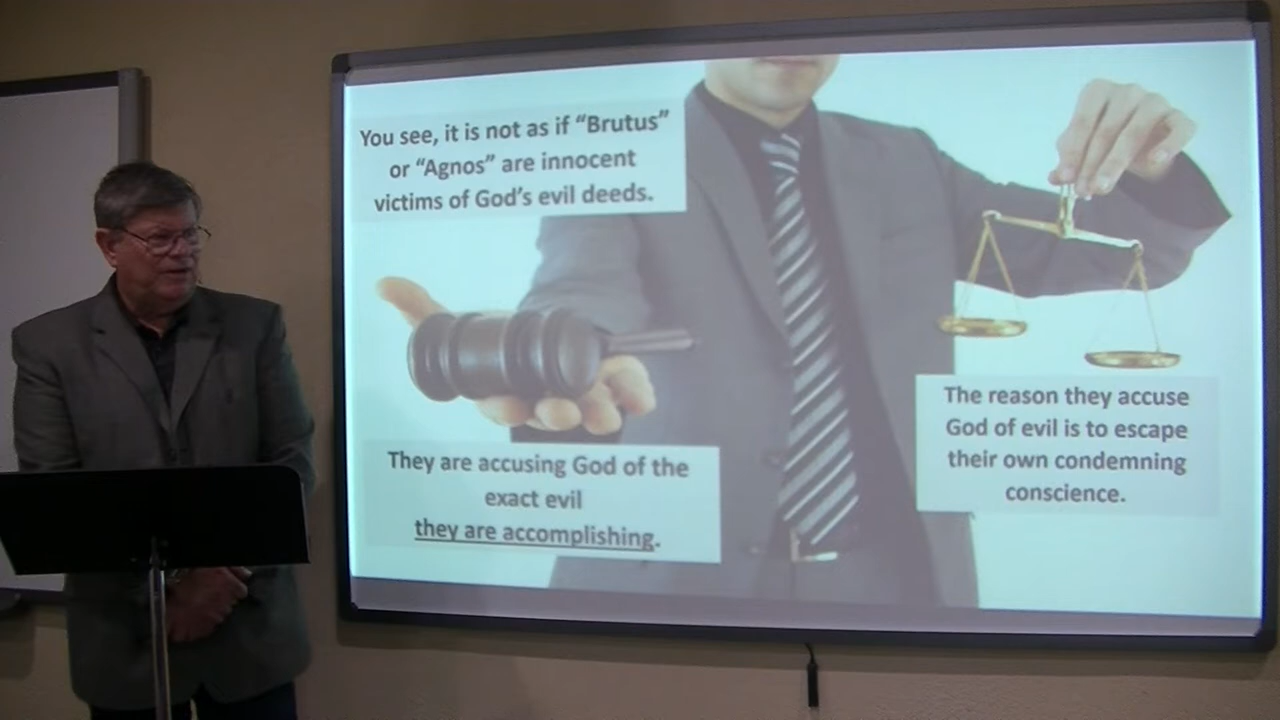 You see, it is not as if “Brutus”
or “Agnos” are innocent
victims of God’s evil deeds.
They are accusing God of the
exact evil
they are accomplishing.
The reason they accuse
God of evil is to escape
their own condemning
conscience.